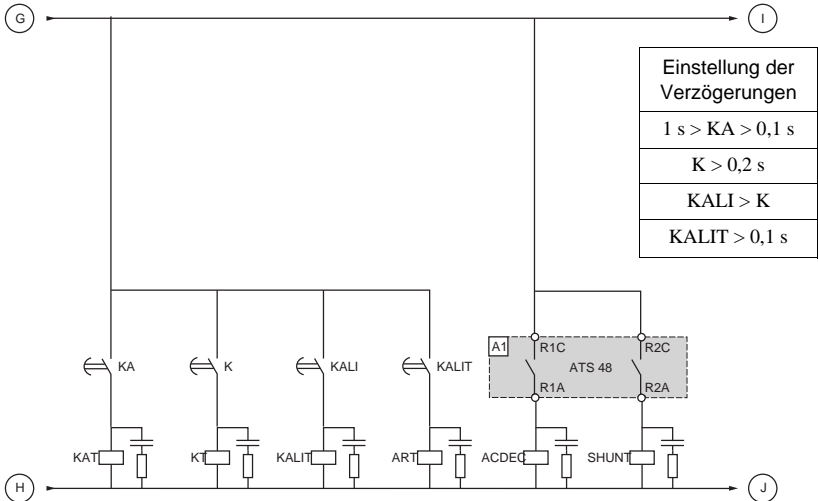 G
I
Einstellung der
Verzögerungen
1 s > KA > 0,1 s
K > 0,2 s
KALI > K
KALIT > 0,1 s
A1
R1C
R2C
KA
K
KALI
KALIT
ATS 48
R1A
R2A
KAT
KT
KALIT
ART
ACDEC
SHUNT
H
J